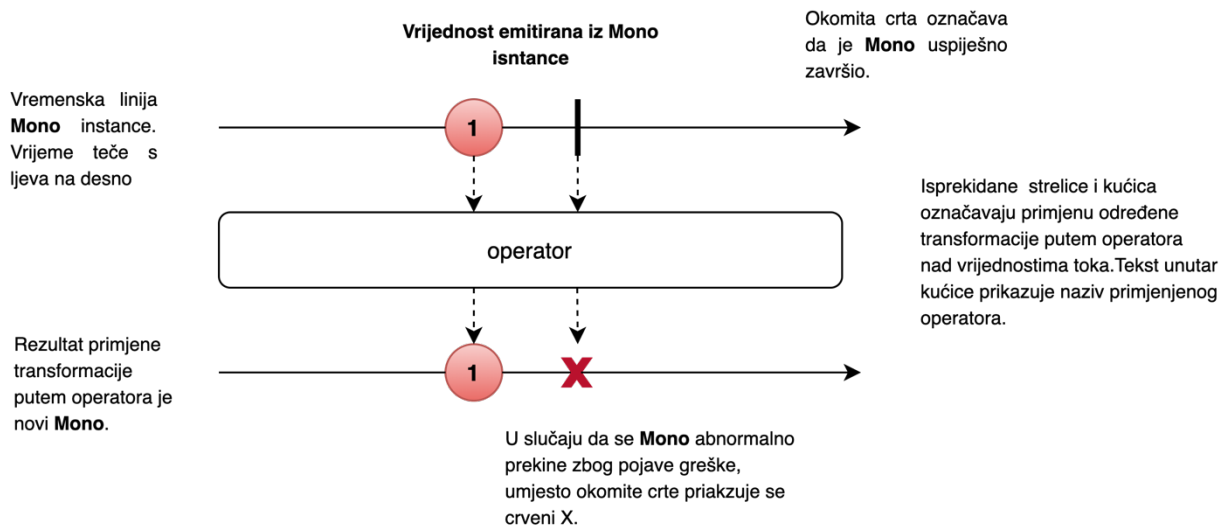 Vrijednost emitirana iz Mono
isntance
Okomita crta označava
da je Mono uspiješno
završio.
Vremenska linija
Mono instance.
Vrijeme teče s
ljeva na desno
1
Isprekidane strelice i kućica
označavaju primjenu određene
transformacije putem operatora
nad vrijednostima toka.Tekst unutar
kućice prikazuje naziv primjenjenog
operatora.
operator
Rezultat primjene
transformacije
putem operatora je
novi Mono.
1
X
U slučaju da se Mono abnormalno
prekine zbog pojave greške,
umjesto okomite crte priakzuje se
crveni X.